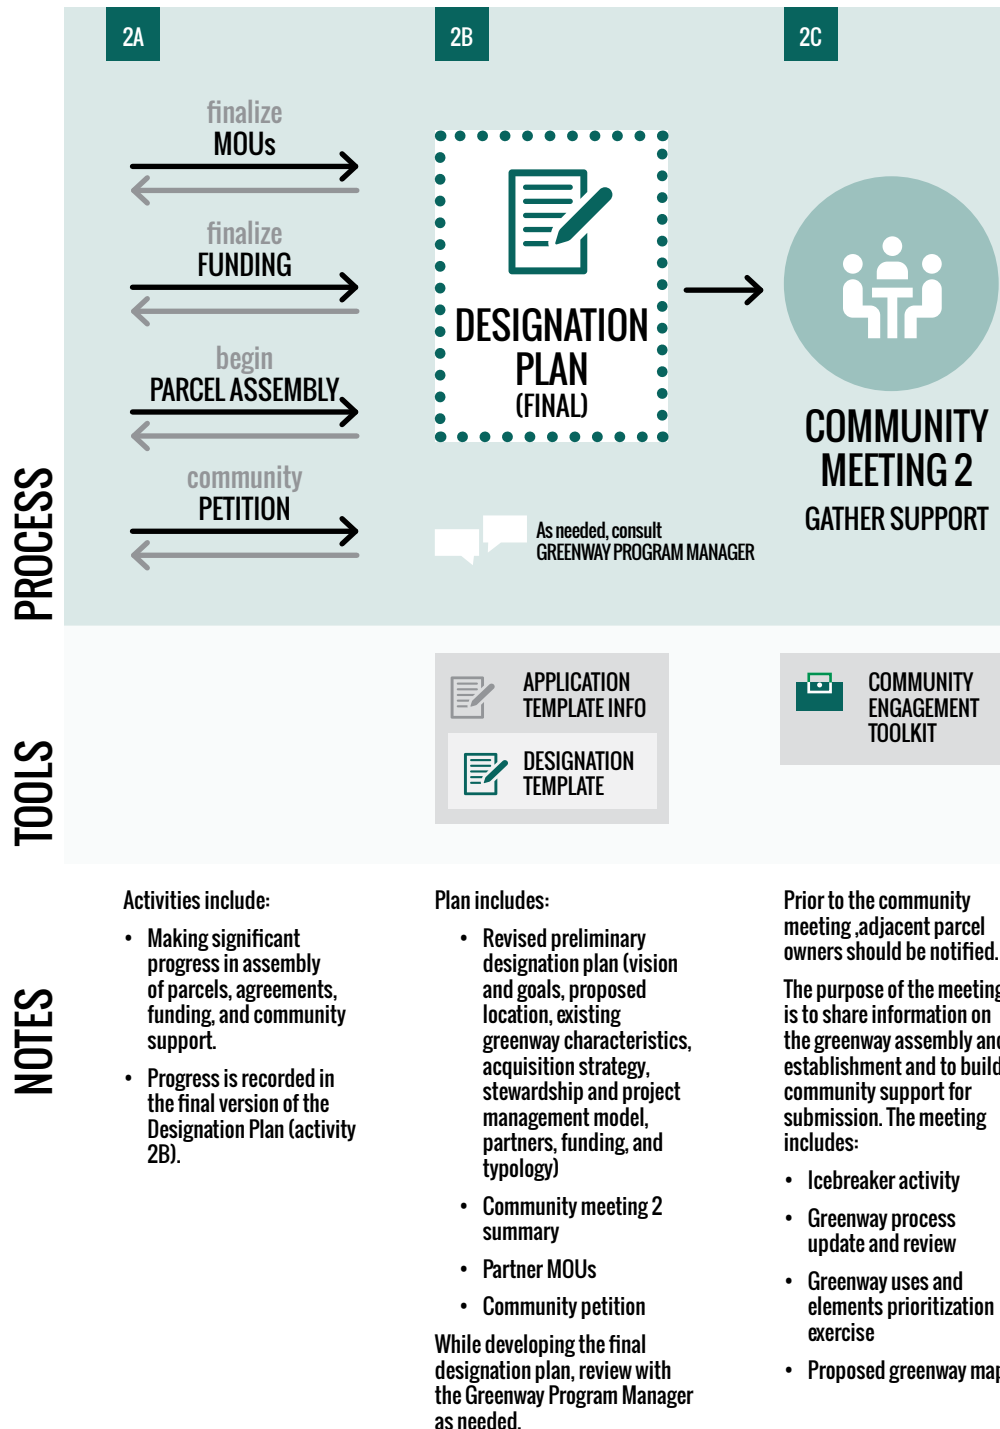 2A
2B
2C
PROCESS
finalize
MOUs
finalize
FUNDING
begin
PARCEL ASSEMBLY
community
PETITION
DESIGNATION
PLAN
(FINAL)
As needed, consult
GREENWAY PROGRAM MANAGER
COMMUNITY
MEETING 2
GATHER SUPPORT
TOOLS
APPLICATION
TEMPLATE INFO
DESIGNATION
TEMPLATE
COMMUNITY
ENGAGEMENT
TOOLKIT
NOTES
Activities include:
• Making significant
progress in assembly
of parcels, agreements,
funding, and community
support.
• Progress is recorded in
the final version of the
Designation Plan (activity
2B).
Plan includes:
• Revised preliminary
designation plan (vision
and goals, proposed
location, existing
greenway characteristics,
acquisition strategy,
stewardship and project
management model,
partners, funding, and
typology)
• Community meeting 2
summary
• Partner MOUs
• Community petition
While developing the final
designation plan, review with
the Greenway Program Manager
as needed.
Prior to the community
meeting ,adjacent parcel
owners should be notified.
The purpose of the meeting
is to share information on
the greenway assembly and
establishment and to build
community support for
submission. The meeting
includes:
• Icebreaker activity
• Greenway process
update and review
• Greenway uses and
elements prioritization
exercise
• Proposed greenway map